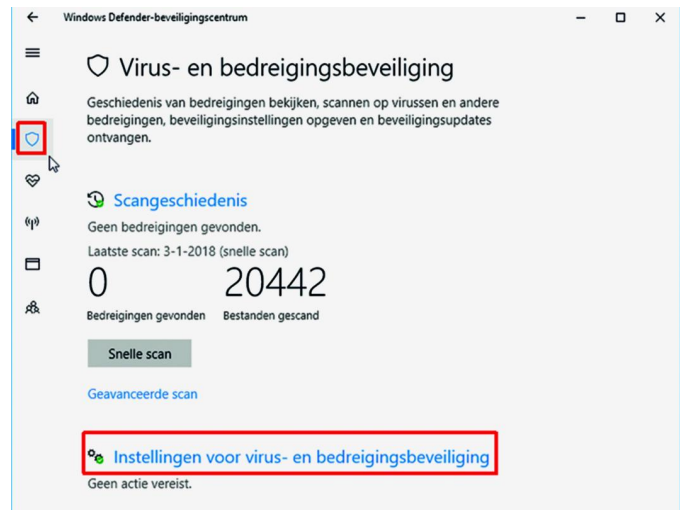 Windows Defender-beveiligingscentrum
Virus- en bedreigingsbeveiliging
Geschiedenis van bedreigingen bekijken, scannen op virussen en andere
bedreigingen, beveiligingsinstellingen opgeven en beveiligingsupdates
ontvangen.
Scangeschiedenis
Geen bedreigingen gevonden.
Laatste scan: 3-1-2018 (snelle scan)
0 20442
Bedreigingen gevonden Bestanden gescand
Snelle scan
Geavanceerde scan
Instellingen voor virus- en bedreigingsbeveiliging
Geen actie vereist.